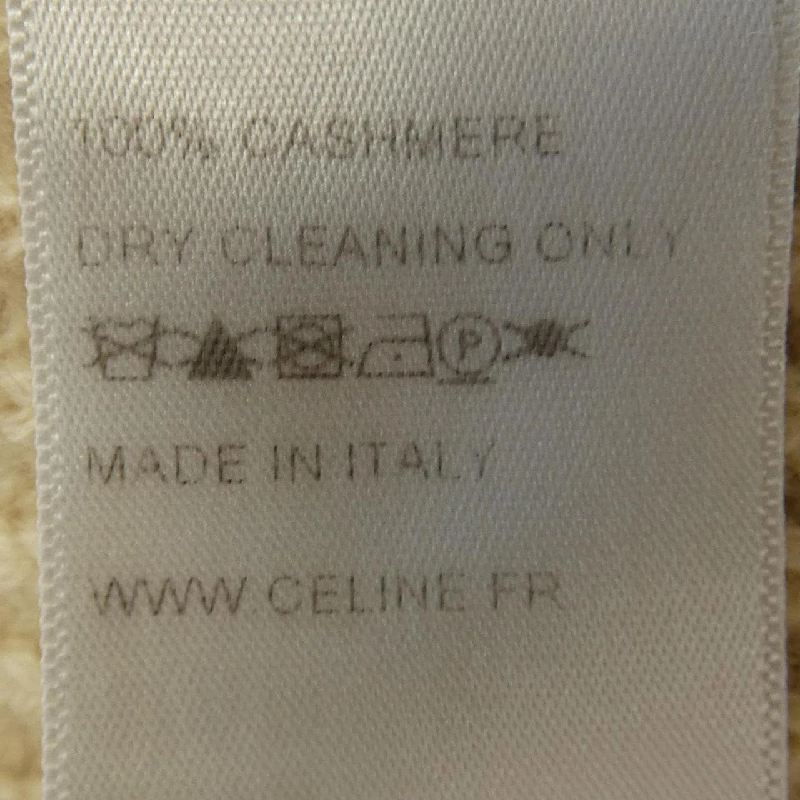 100% CASHMERE
DRY CLEANING ONLY
P
MADE IN ITALY
WWW.CELINE.FR